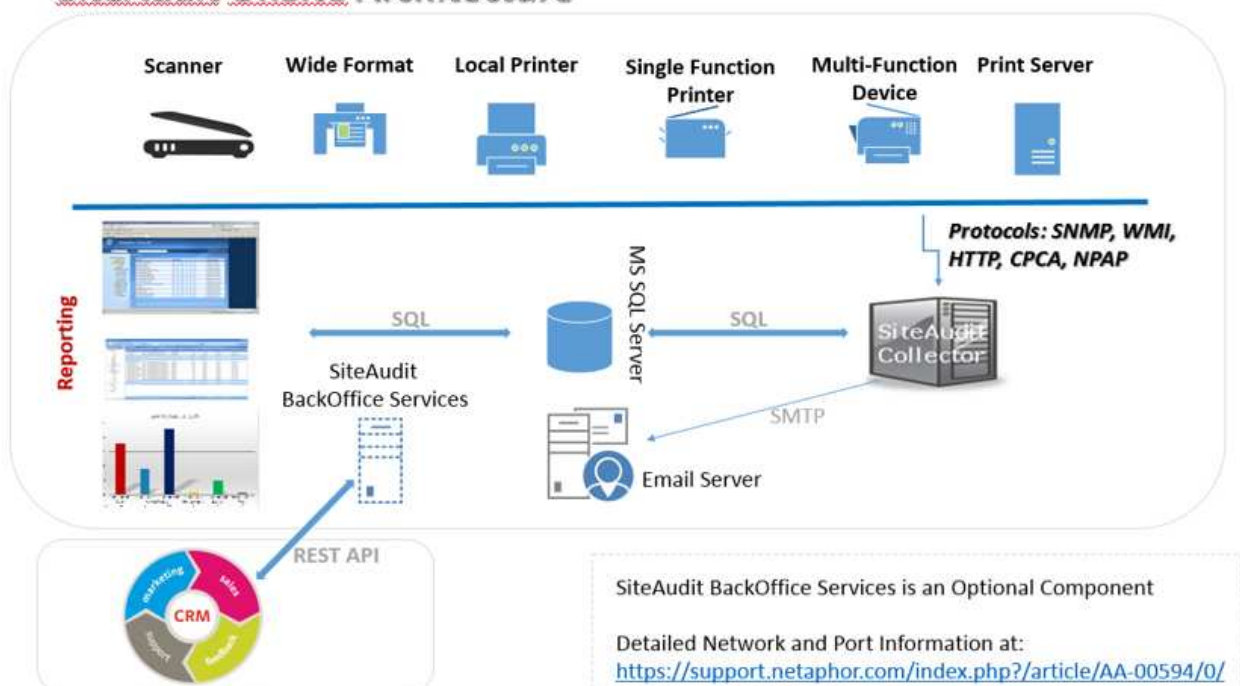 Architecture
Scanner
Wide Format
Local Printer
Single Function
Printer
Multi-Function
Device
Print Server
Protocols: SNMP, WMI,
HTTP, CPCA, NPAP
Reporting
SQL
MS SQL Server
SQL
SiteAudit
Collector
SiteAudit
BackOffice Services
SMTP
Email Server
REST API
marketing
sales
CRM
support
feedback
SiteAudit BackOffice Services is an Optional Component
Detailed Network and Port Information at:
https://support.netaphor.com/index.php?/article/AA-00594/0/